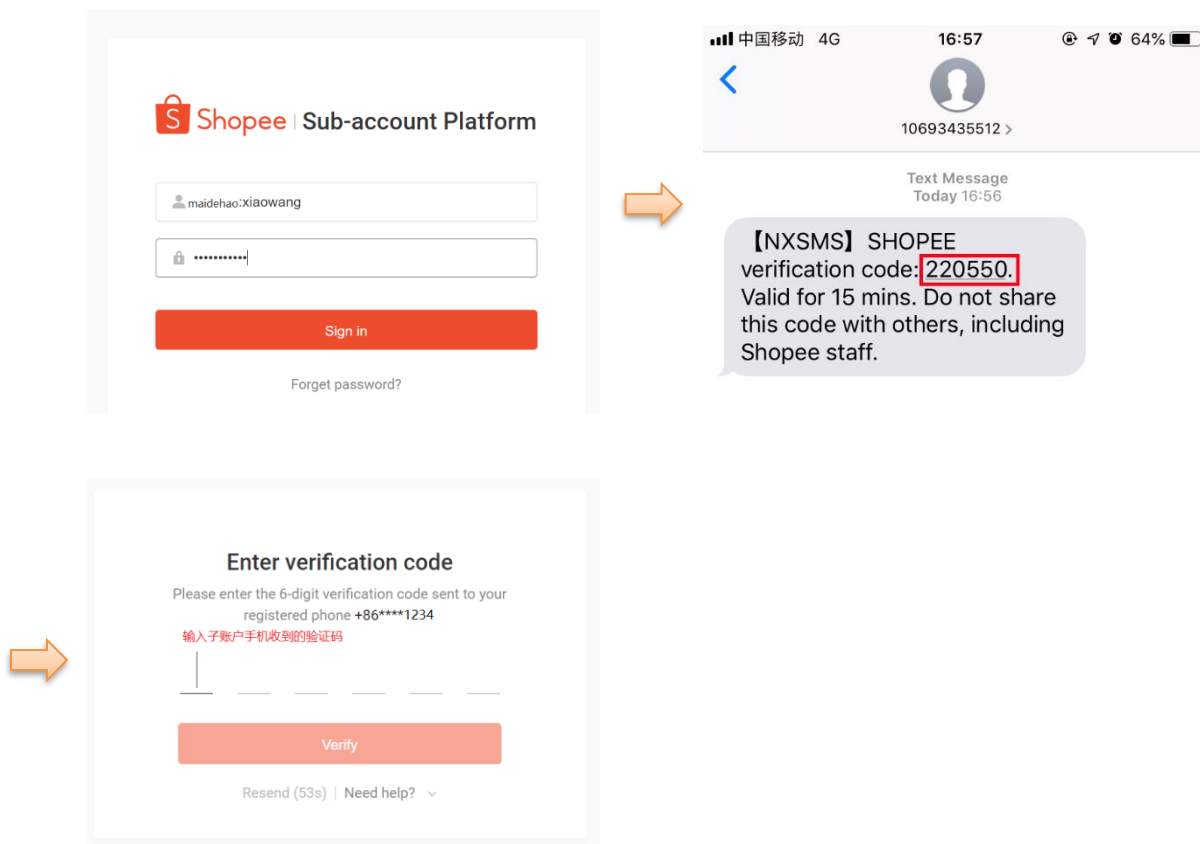 Shopee | Sub-account Platform
maidehao:xiaowang
•••••••••••
Sign in
Forget password?
中国移动 4G 16:57 64%
10693435512 >
Text Message
Today 16:56
【NXSMS】SHOPEE
verification code: 220550.
Valid for 15 mins. Do not share
this code with others, including
Shopee staff.
Enter verification code
Please enter the 6-digit verification code sent to your
registered phone +86****1234
输入子账户手机收到的验证码
Verify
Resend (53s) | Need help?